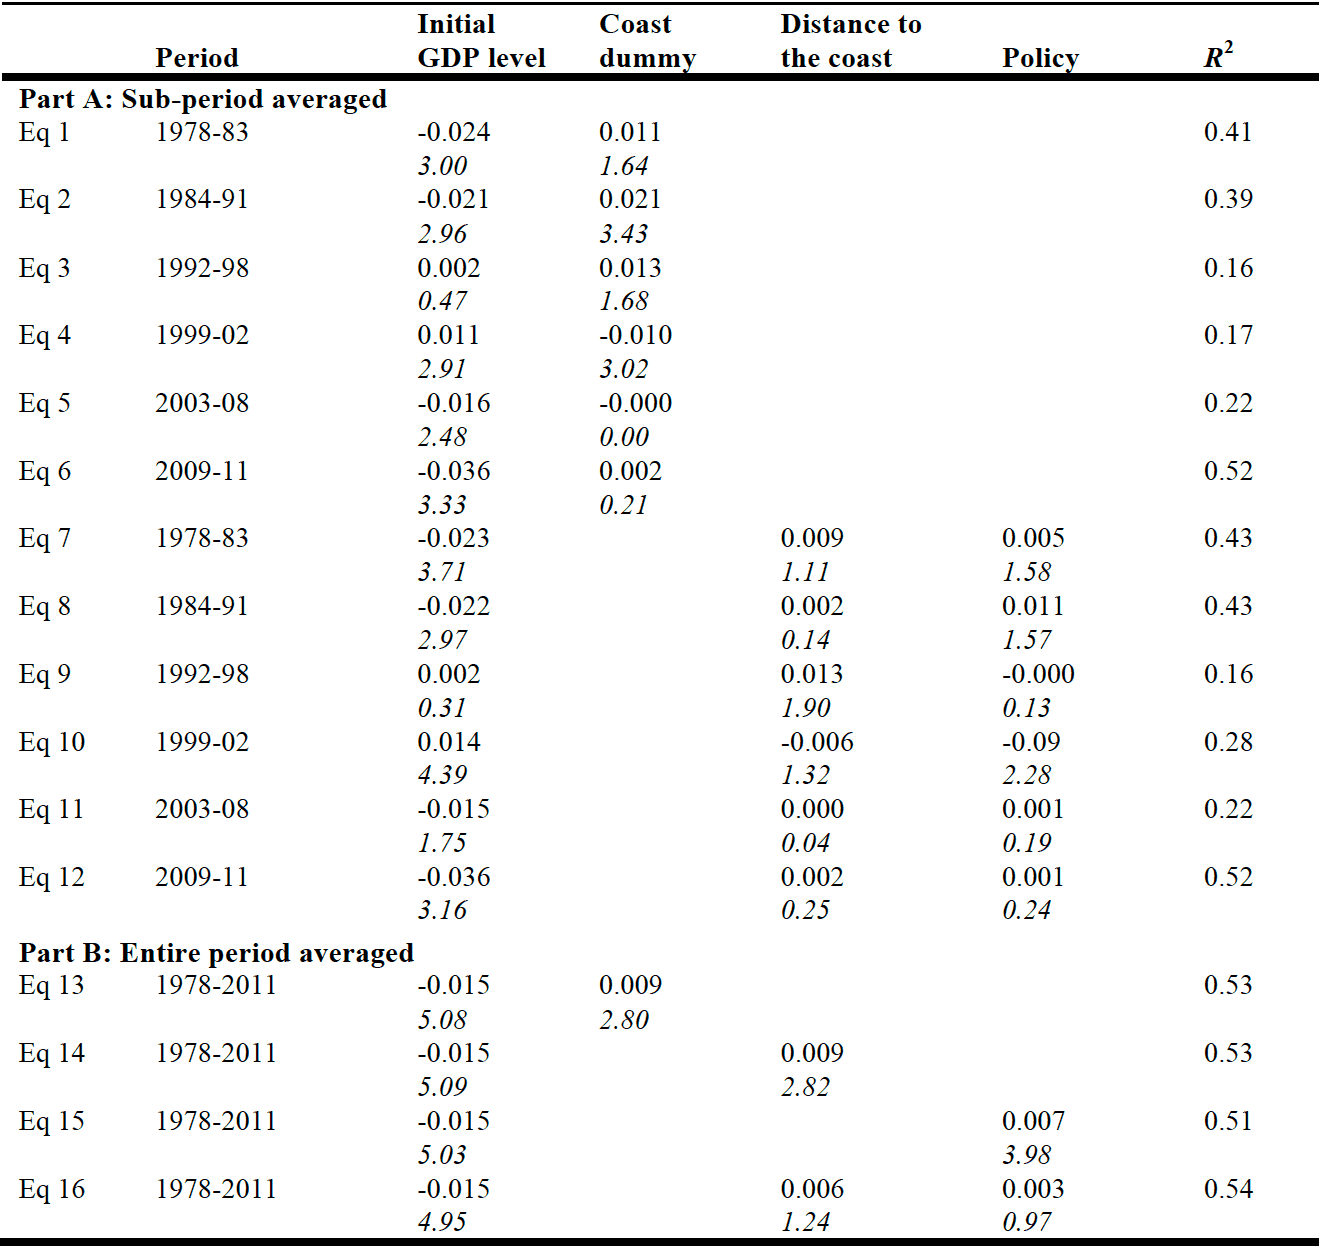 Initial Coast Distance to
Period GDP level dummy the coast Policy R²
Part A: Sub-period averaged
Eq 1 1978-83 -0.024 0.011 0.41
3.00 1.64
Eq 2 1984-91 -0.021 0.021 0.39
2.96 3.43
Eq 3 1992-98 0.002 0.013 0.16
0.47 1.68
Eq 4 1999-02 0.011 -0.010 0.17
2.91 3.02
Eq 5 2003-08 -0.016 -0.000 0.22
2.48 0.00
Eq 6 2009-11 -0.036 0.002 0.52
3.33 0.21
Eq 7 1978-83 -0.023 0.009 0.005 0.43
3.71 1.11 1.58
Eq 8 1984-91 -0.022 0.002 0.011 0.43
2.97 0.14 1.57
Eq 9 1992-98 0.002 0.013 -0.000 0.16
0.31 1.90 0.13
Eq 10 1999-02 0.014 -0.006 -0.09 0.28
4.39 1.32 2.28
Eq 11 2003-08 -0.015 0.000 0.001 0.22
1.75 0.04 0.19
Eq 12 2009-11 -0.036 0.002 0.001 0.52
3.16 0.25 0.24
Part B: Entire period averaged
Eq 13 1978-2011 -0.015 0.009 0.53
5.08 2.80
Eq 14 1978-2011 -0.015 0.009 0.53
5.09 2.82
Eq 15 1978-2011 -0.015 0.007 0.51
5.03 3.98
Eq 16 1978-2011 -0.015 0.006 0.003 0.54
4.95 1.24 0.97